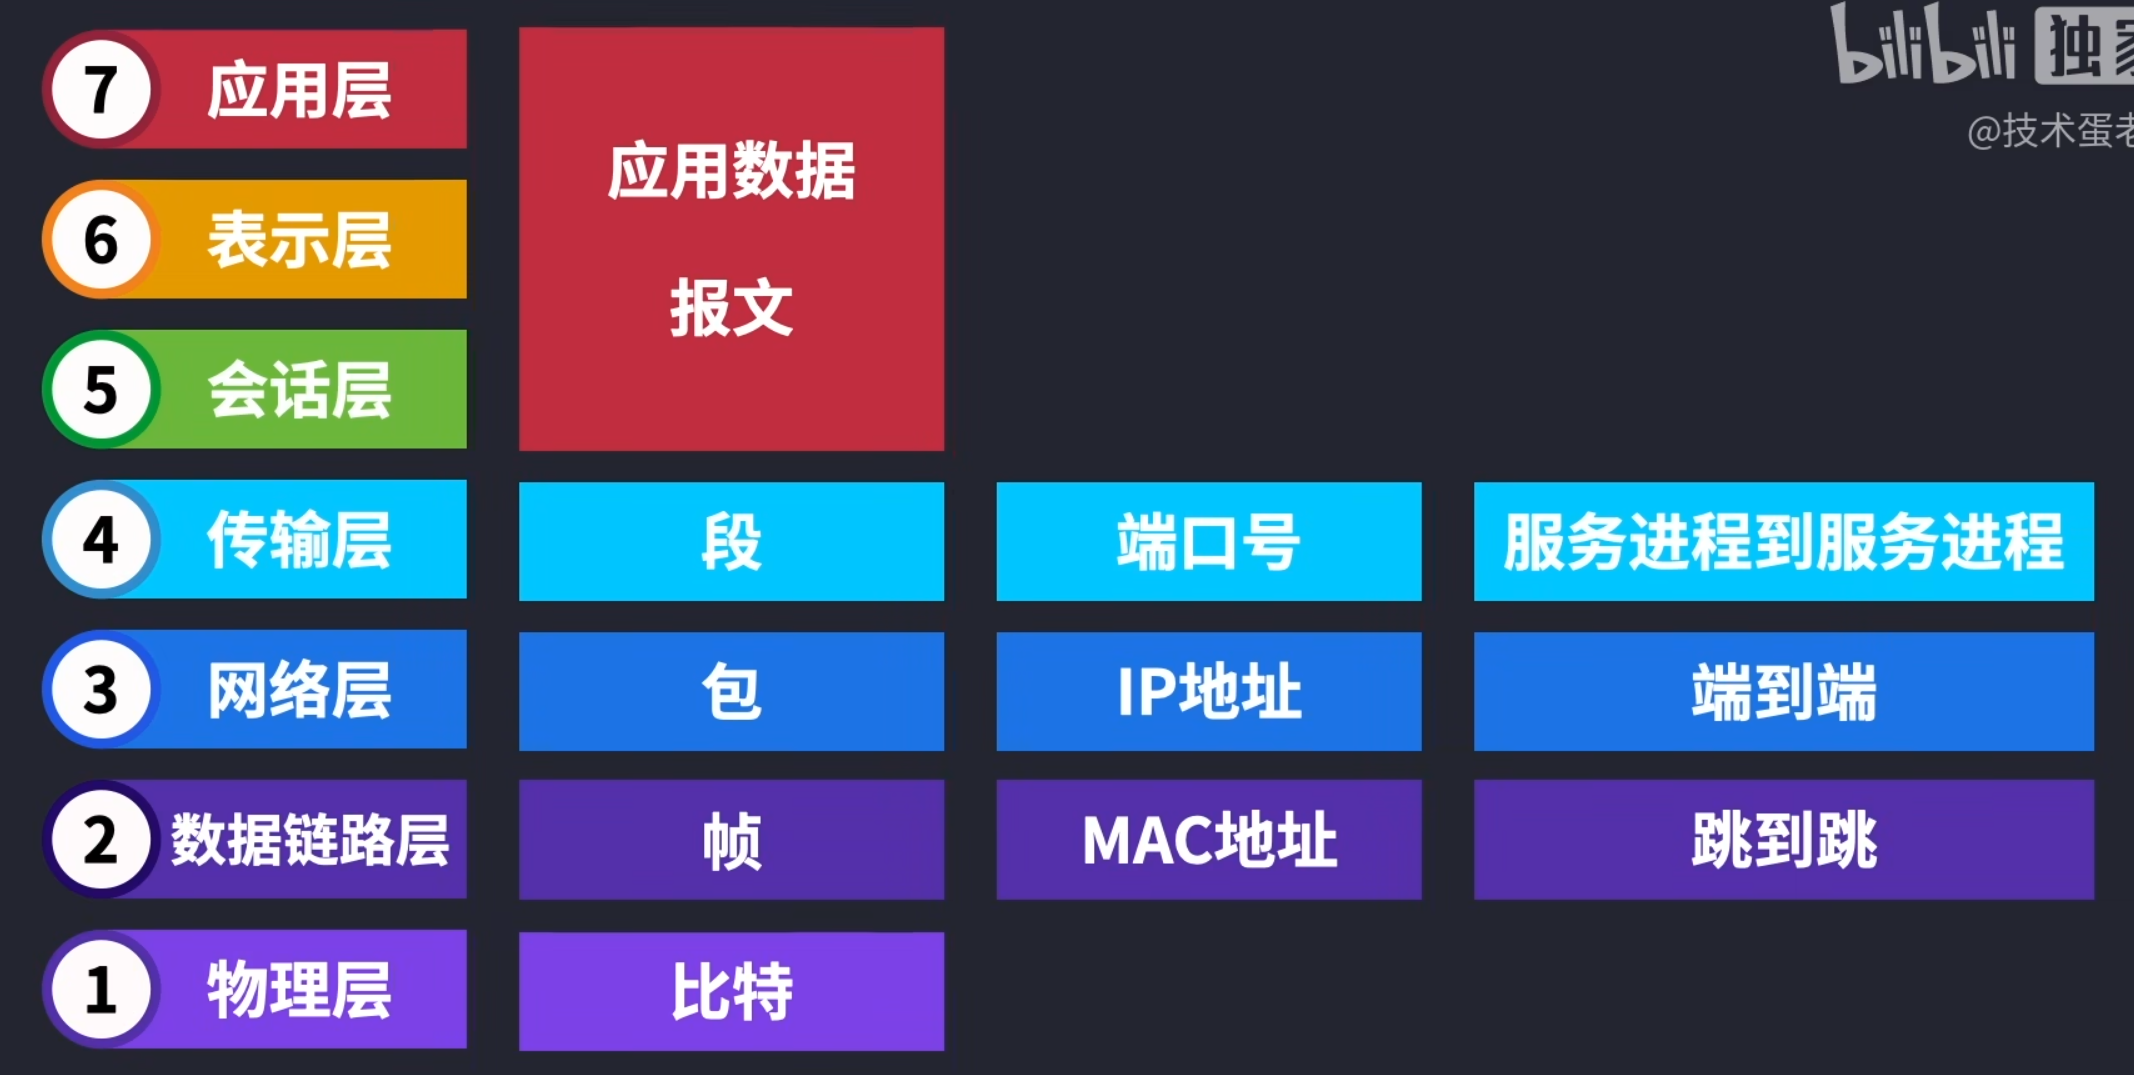 bilibili 独家
@技术蛋老
7 应用层
应用数据
报文
6 表示层
5 会话层
4 传输层 段 端口号 服务进程到服务进程
3 网络层 包 IP地址 端到端
2 数据链路层 帧 MAC地址 跳到跳
1 物理层 比特